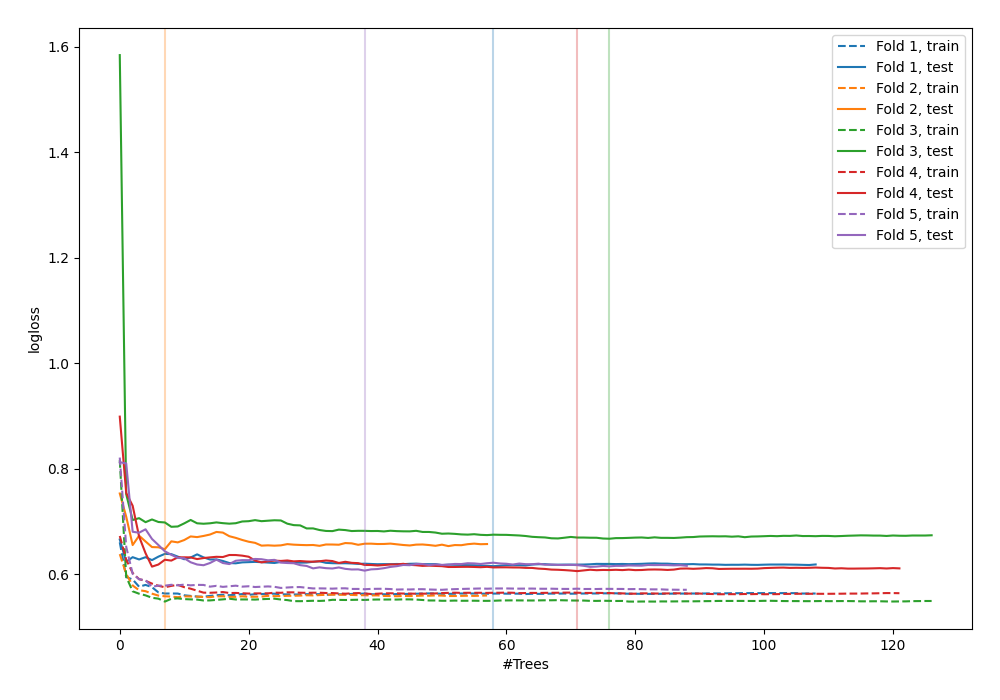 1.6
1.4
1.2
1.0
0.8
0.6
logloss
0
20
40
60
80
100
120
#Trees
Fold 1, train
Fold 1, test
Fold 2, train
Fold 2, test
Fold 3, train
Fold 3, test
Fold 4, train
Fold 4, test
Fold 5, train
Fold 5, test